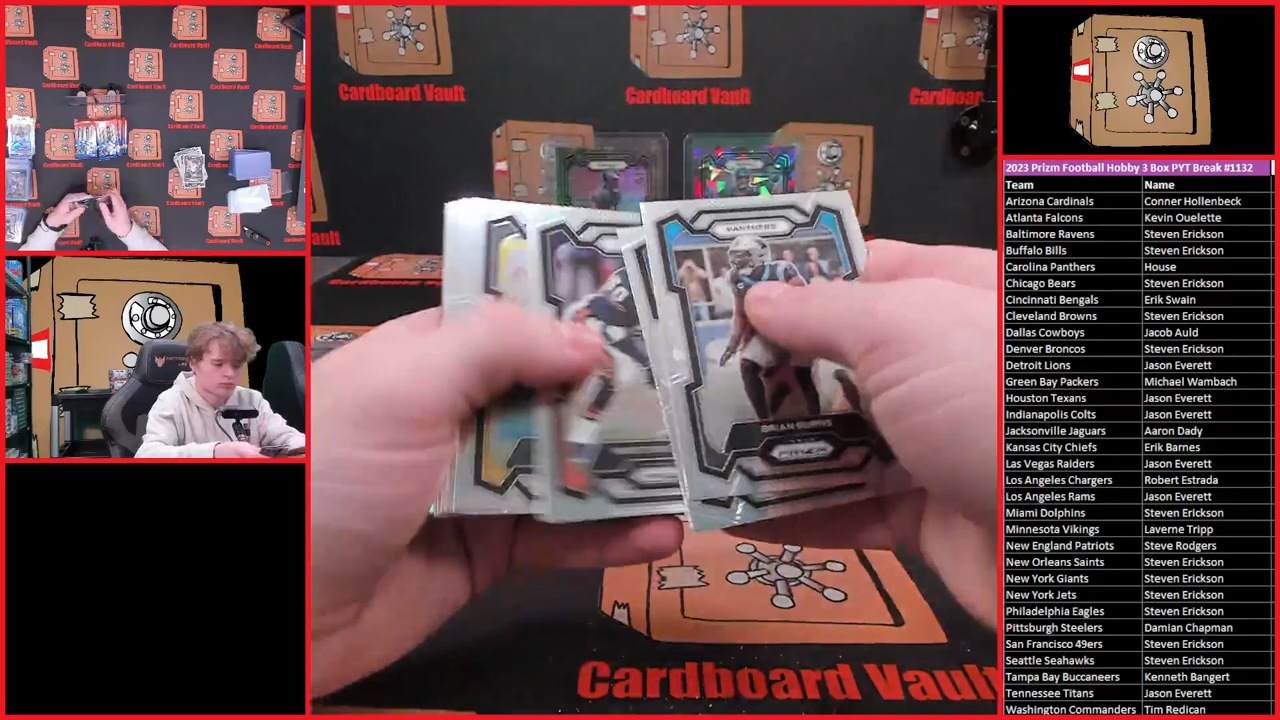 Cardboard Vault
Cardboard Vault
Cardboar
PANTHERS
BRIAN BURNS
PRIZM
Cardboard Vault
2023 Prizm Football Hobby 3 Box PYT Break #1132
Team Name
Arizona Cardinals Conner Hollenbeck
Atlanta Falcons Kevin Ouelette
Baltimore Ravens Steven Erickson
Buffalo Bills Steven Erickson
Carolina Panthers House
Chicago Bears Steven Erickson
Cincinnati Bengals Erik Swain
Cleveland Browns Steven Erickson
Dallas Cowboys Jacob Auld
Denver Broncos Steven Erickson
Detroit Lions Jason Everett
Green Bay Packers Michael Wambach
Houston Texans Jason Everett
Indianapolis Colts Jason Everett
Jacksonville Jaguars Aaron Dady
Kansas City Chiefs Erik Barnes
Las Vegas Raiders Jason Everett
Los Angeles Chargers Robert Estrada
Los Angeles Rams Jason Everett
Miami Dolphins Steven Erickson
Minnesota Vikings Laverne Tripp
New England Patriots Steve Rodgers
New Orleans Saints Steven Erickson
New York Giants Steven Erickson
New York Jets Steven Erickson
Philadelphia Eagles Steven Erickson
Pittsburgh Steelers Damian Chapman
San Francisco 49ers Steven Erickson
Seattle Seahawks Steven Erickson
Tampa Bay Buccaneers Kenneth Bangert
Tennessee Titans Jason Everett
Washington Commanders Tim Redican